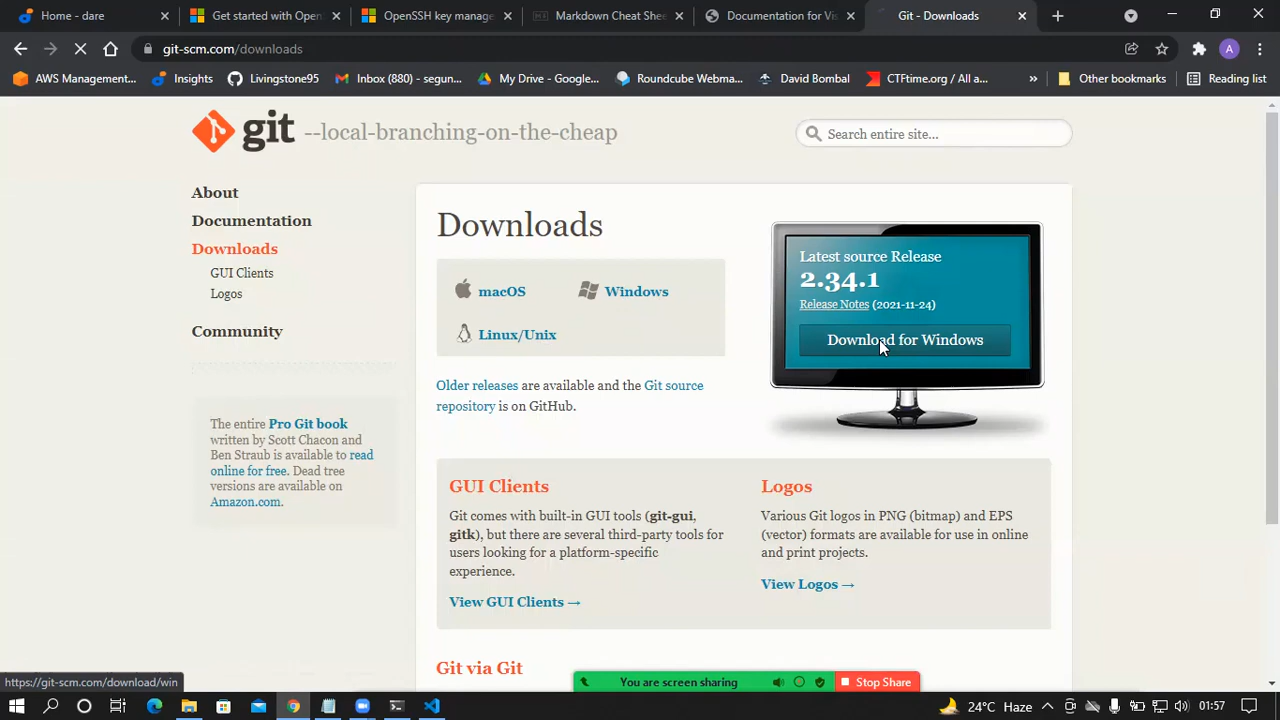 Home - dare
Get started with Open
OpenSSH key manage
Markdown Cheat Shee
Documentation for Vis
Git - Downloads
git-scm.com/downloads
A
AWS Management...
Insights
Livingstone95
Inbox (880) - segun...
My Drive - Google...
Roundcube Webma...
David Bombal
CTFtime.org / All a...
»
Other bookmarks
Reading list
git --local-branching-on-the-cheap
Search entire site...
About
Documentation
Downloads
GUI Clients
Logos
Community
The entire Pro Git book
written by Scott Chacon and
Ben Straub is available to read
online for free. Dead tree
versions are available on
Amazon.com.
Downloads
macOS
Windows
Linux/Unix
Older releases are available and the Git source
repository is on GitHub.
Latest source Release
2.34.1
Release Notes (2021-11-24)
Download for Windows
GUI Clients
Git comes with built-in GUI tools (git-gui,
gitk), but there are several third-party tools for
users looking for a platform-specific
experience.
View GUI Clients →
Logos
Various Git logos in PNG (bitmap) and EPS
(vector) formats are available for use in online
and print projects.
View Logos →
Git via Git
https://git-scm.com/download/win
You are screen sharing
Stop Share
24°C Haze
01:57